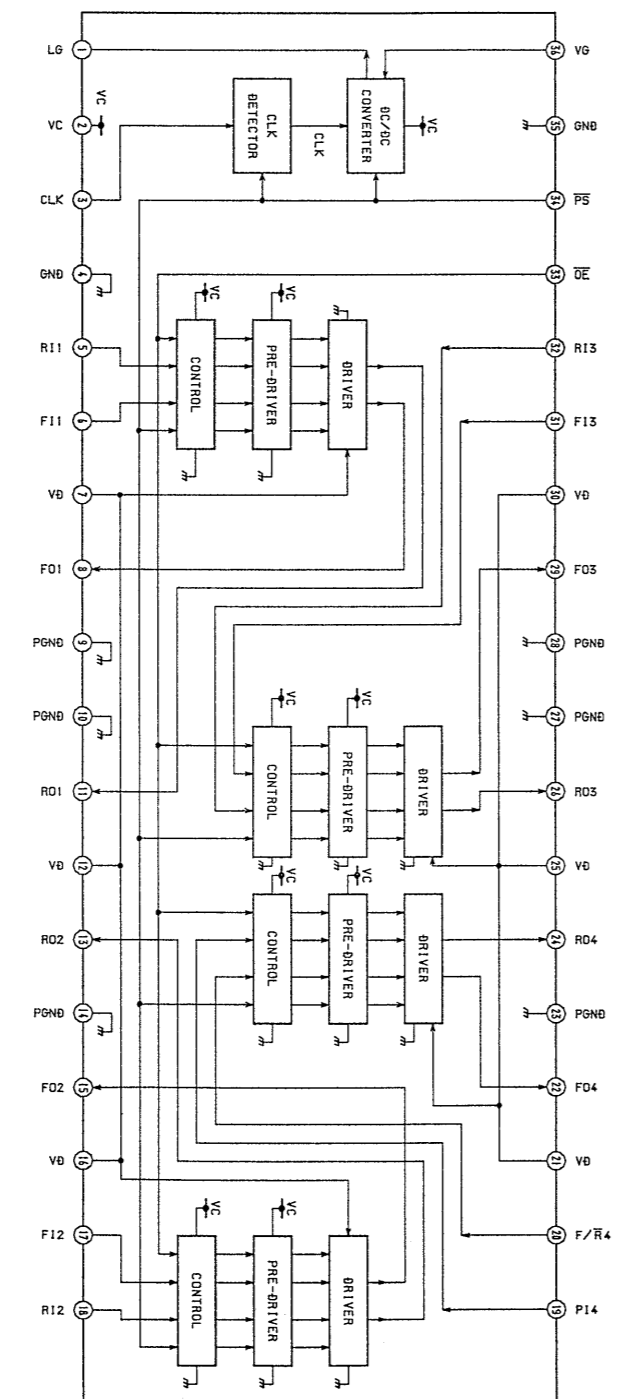 LG 1
36 VG
VC 2 VC
35 GND
CLK DETECTOR
CLK
DC/DC CONVERTER
VC
CLK 3
34 PS
GND 4
33 OE
VC
VC
RI1 5
32 RI3
CONTROL
PRE-DRIVER
DRIVER
FI1 6
31 FI3
VD 7
30 VD
FO1 8
29 FO3
PGND 9
28 PGND
PGND 10
27 PGND
VC
VC
RO1 11
26 RO3
CONTROL
PRE-DRIVER
DRIVER
VD 12
25 VD
VC
VC
RO2 13
24 RO4
CONTROL
PRE-DRIVER
DRIVER
PGND 14
23 PGND
FO2 15
22 FO4
VD 16
21 VD
VC
VC
FI2 17
20 F/R4
CONTROL
PRE-DRIVER
DRIVER
RI2 18
19 PI4